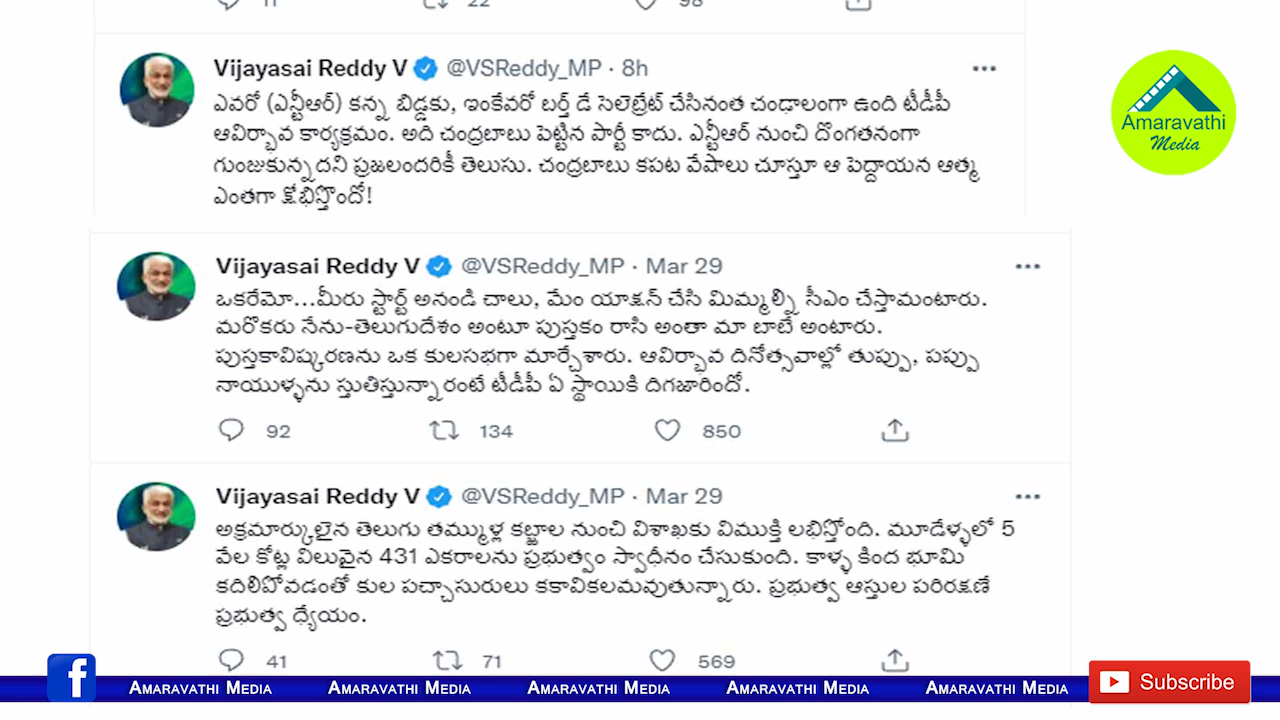 11 22 98
Vijayasai Reddy V @VSReddy_MP · 8h
ఎవరో (ఎన్టీఆర్) కన్న బిడ్డకు, ఇంకేవరో బర్త్ డే సెలెబ్రేట్ చేసినంత చండాలంగా ఉంది టీడీపీ
ఆవిర్భావ కార్యక్రమం. అది చంద్రబాబు పెట్టిన పార్టీ కాదు. ఎన్టీఆర్ నుంచి దొంగతనంగా
గుంజుకున్నదని ప్రజలందరికీ తెలుసు. చంద్రబాబు కపట వేషాలు చూస్తూ ఆ పెద్దాయన ఆత్మ
ఎంతగా క్షోభిస్తొందో!
Amaravathi
Media
Vijayasai Reddy V @VSReddy_MP · Mar 29
ఒకరేమో...మీరు స్టార్ట్ అనండి చాలు, మేం యాక్షన్ చేసి మిమ్మల్ని సీఎం చేస్తామంటారు.
మరొకరు నేను-తెలుగుదేశం అంటూ పుస్తకం రాసి అంతా మా బాబే అంటారు.
పుస్తకావిష్కరణను ఒక కులసభగా మార్చేశారు. ఆవిర్భావ దినోత్సవాల్లో తుప్పు, పప్పు
నాయుళ్ళను స్తుతిస్తున్నారంటే టీడీపీ ఏ స్థాయికి దిగజారిందో.
92 134 850
Vijayasai Reddy V @VSReddy_MP · Mar 29
అక్రమార్కులైన తెలుగు తమ్ముళ్ల కబ్జాల నుంచి విశాఖకు విముక్తి లభిస్తోంది. మూడేళ్ళలో 5
వేల కోట్ల విలువైన 431 ఎకరాలను ప్రభుత్వం స్వాధీనం చేసుకుంది. కాళ్ళ కింద భూమి
కదిలిపోవడంతో కుల పచ్చాసురులు కకావికలమవుతున్నారు. ప్రభుత్వ ఆస్తుల పరిరక్షణే
ప్రభుత్వ ధ్యేయం.
41 71 569
f Amaravathi Media Amaravathi Media Amaravathi Media Amaravathi Media Amaravathi Media Subscribe